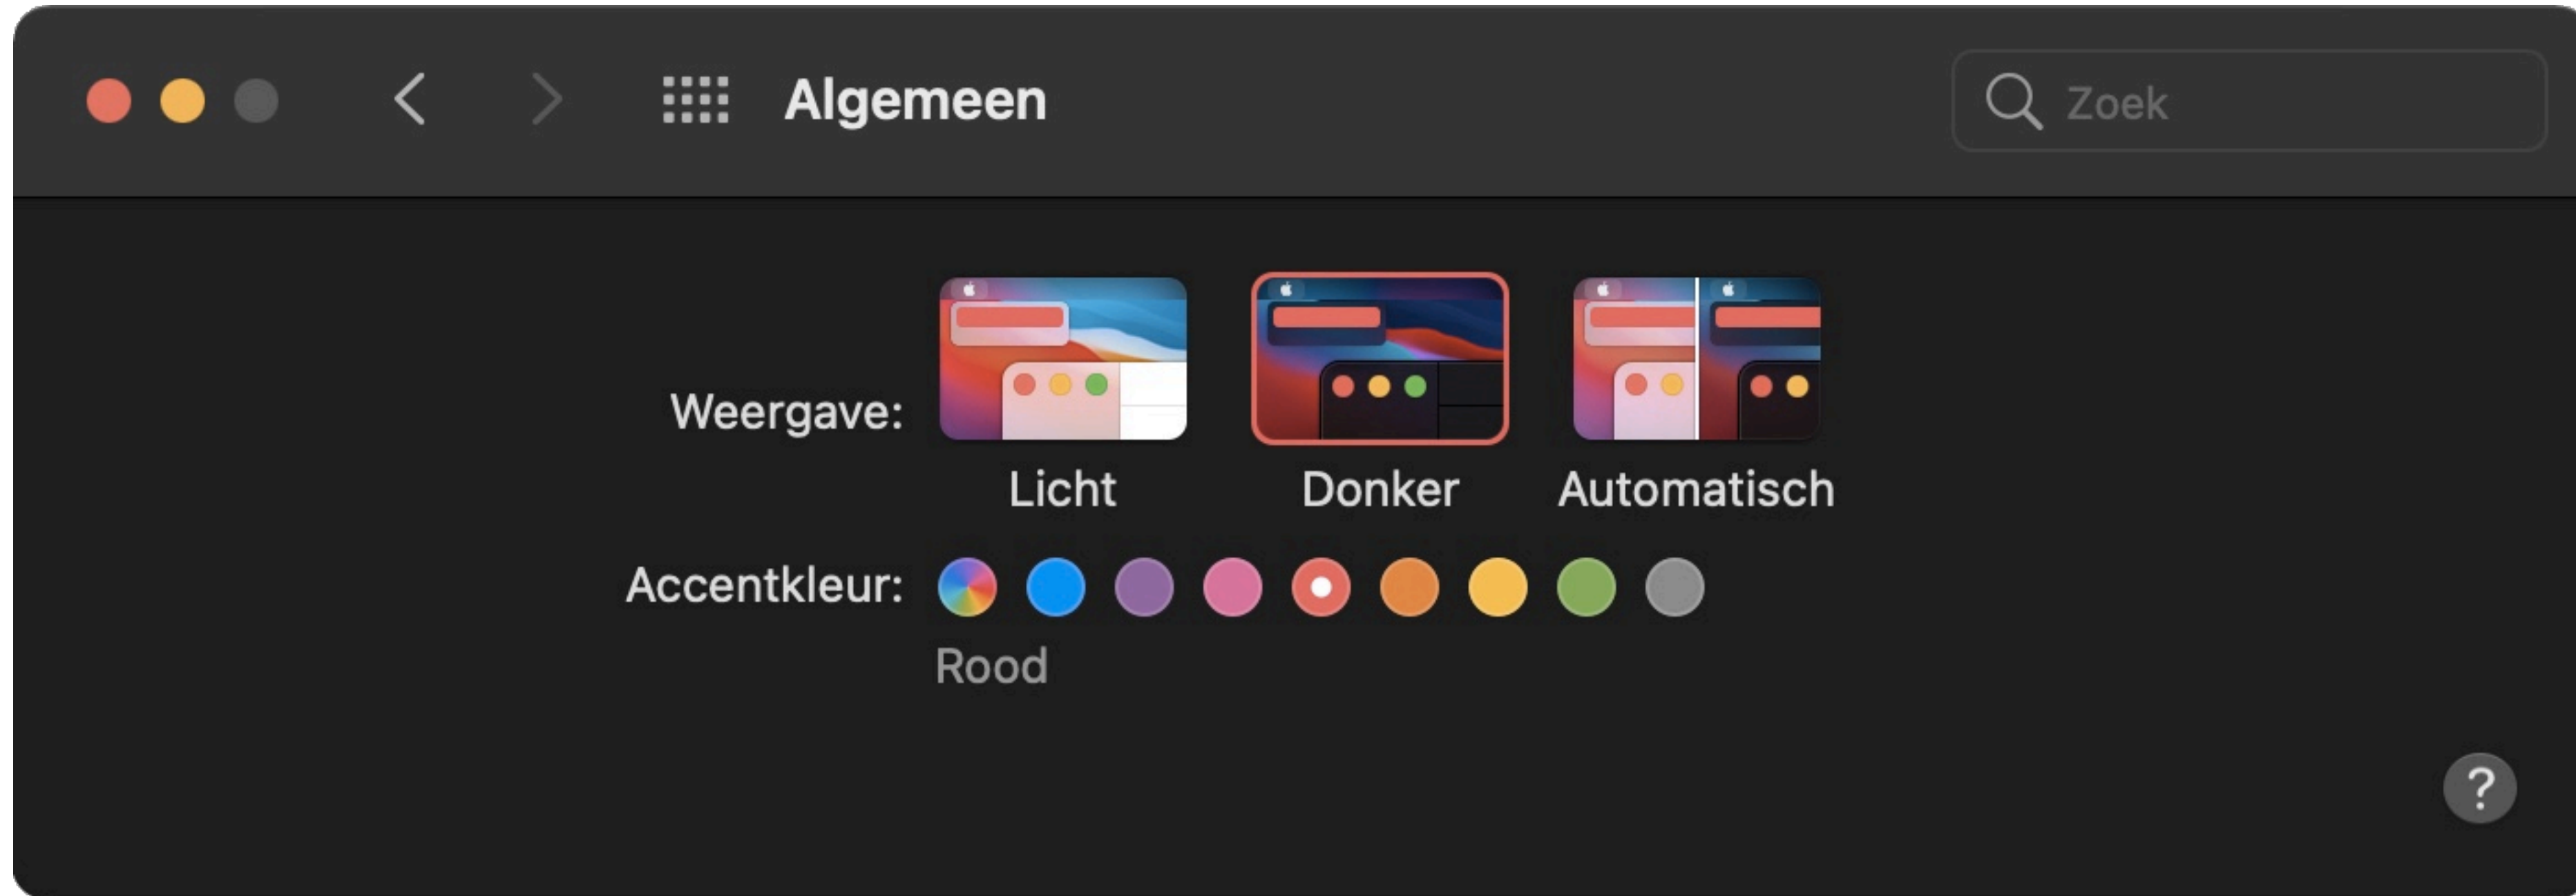 Algemeen
Zoek
Weergave:
Licht
Donker
Automatisch
Accentkleur:
Rood
?